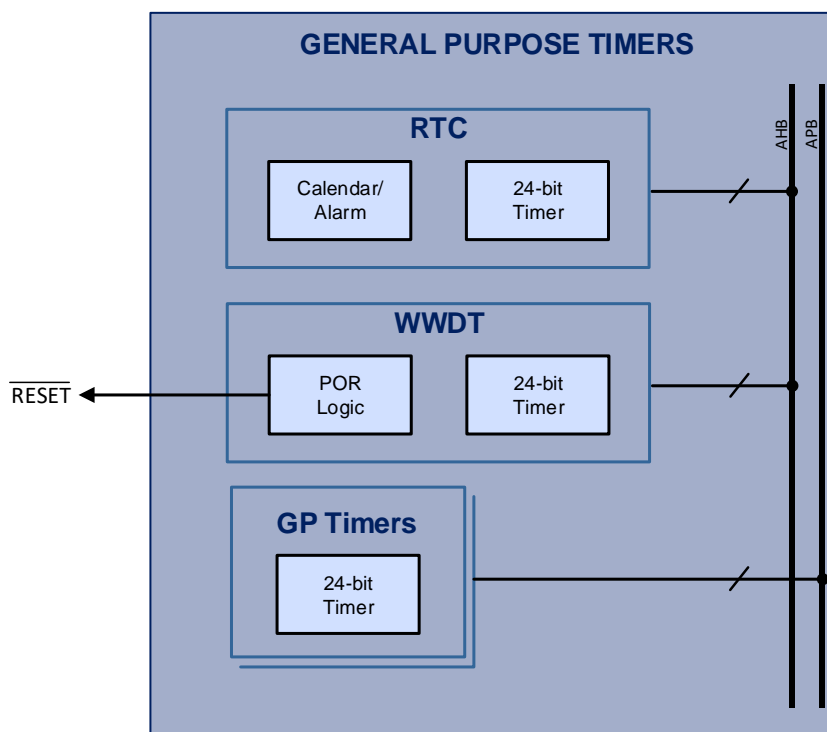 GENERAL PURPOSE TIMERS
AHB
APB
RTC
Calendar/
Alarm
24-bit
Timer
WWDT
RESET
POR
Logic
24-bit
Timer
GP Timers
24-bit
Timer